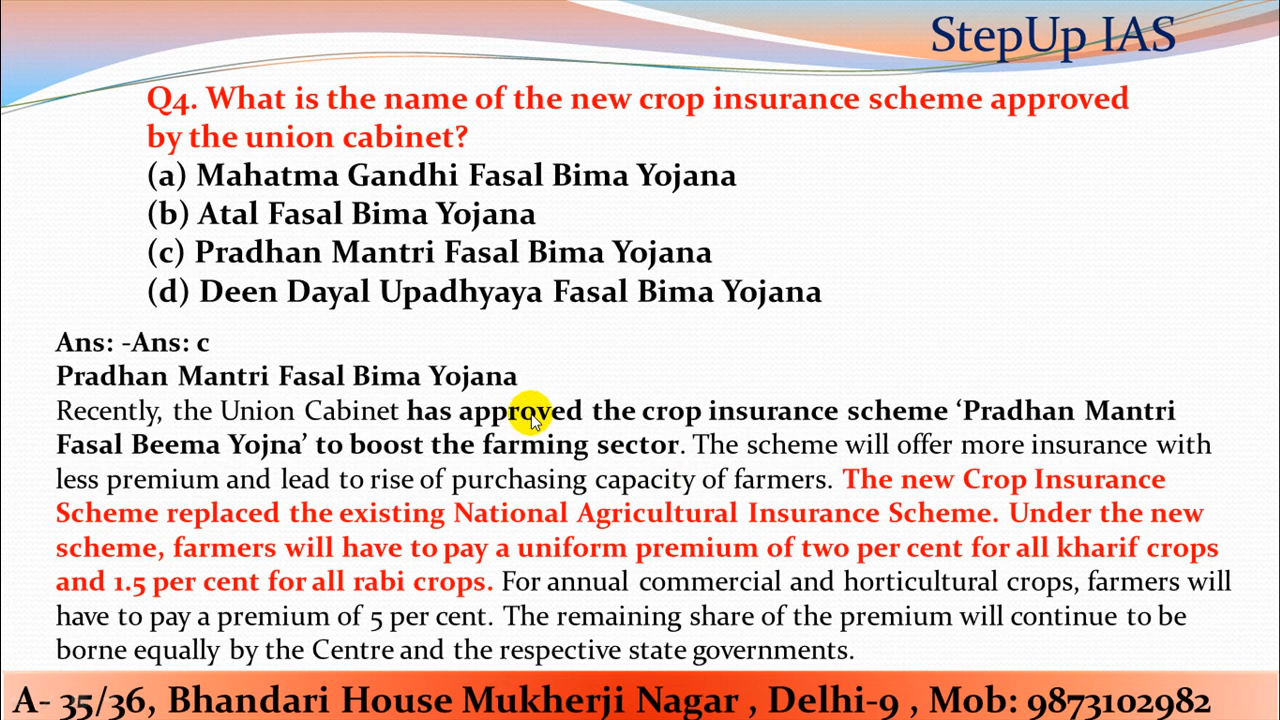 StepUp IAS
Q4. What is the name of the new crop insurance scheme approved
by the union cabinet?
(a) Mahatma Gandhi Fasal Bima Yojana
(b) Atal Fasal Bima Yojana
(c) Pradhan Mantri Fasal Bima Yojana
(d) Deen Dayal Upadhyaya Fasal Bima Yojana
Ans: -Ans: c
Pradhan Mantri Fasal Bima Yojana
Recently, the Union Cabinet has approved the crop insurance scheme ‘Pradhan Mantri
Fasal Beema Yojna’ to boost the farming sector. The scheme will offer more insurance with
less premium and lead to rise of purchasing capacity of farmers. The new Crop Insurance
Scheme replaced the existing National Agricultural Insurance Scheme. Under the new
scheme, farmers will have to pay a uniform premium of two per cent for all kharif crops
and 1.5 per cent for all rabi crops. For annual commercial and horticultural crops, farmers will
have to pay a premium of 5 per cent. The remaining share of the premium will continue to be
borne equally by the Centre and the respective state governments.
A- 35/36, Bhandari House Mukherji Nagar , Delhi-9 , Mob: 9873102982